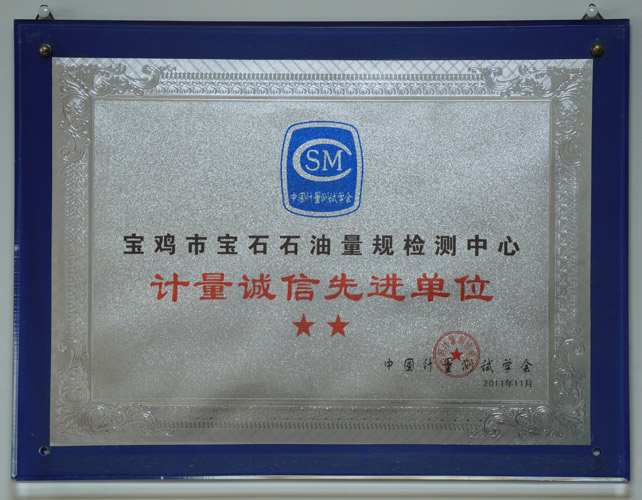 CSM
中国计量测试学会
宝鸡市宝石石油量规检测中心
计量诚信先进单位
★★
中国计量测试学会
2011年11月